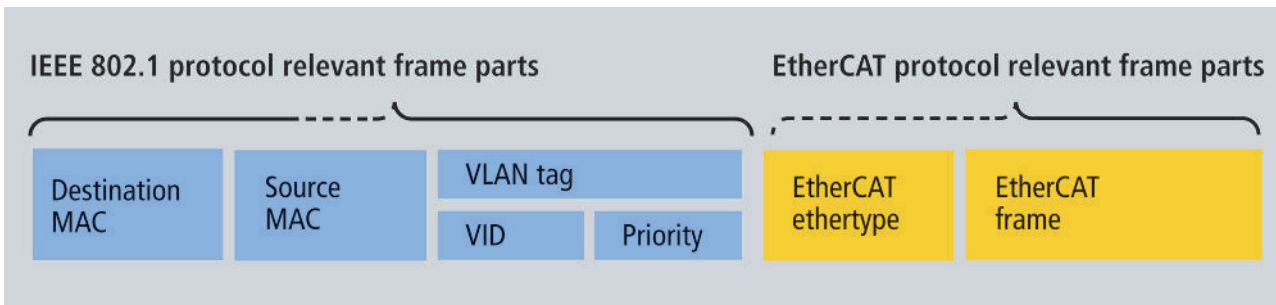 IEEE 802.1 protocol relevant frame parts
EtherCAT protocol relevant frame parts
Destination
MAC
Source
MAC
VLAN tag
VID
Priority
EtherCAT
ethertype
EtherCAT
frame